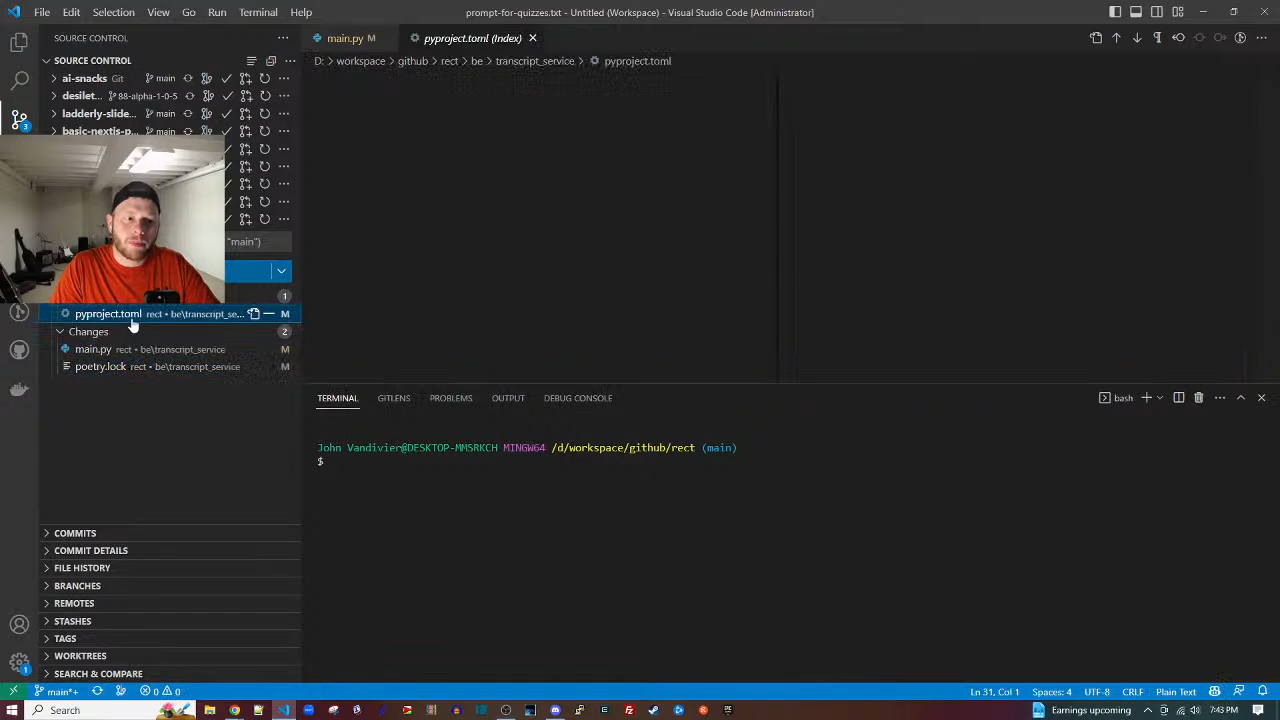 File Edit Selection View Go Run Terminal Help
prompt-for-quizzes.txt - Untitled (Workspace) - Visual Studio Code [Administrator]
SOURCE CONTROL
main.py M
pyproject.toml (Index)
SOURCE CONTROL
D: > workspace > github > rect > be > transcript_service > pyproject.toml
ai-snacks Git main
desilet... 88-alpha-1-0-5
ladderly-slide... main
basic-nextjs-p... main
3
"main")
1
pyproject.toml rect • be\transcript_se... M
Changes 2
main.py rect • be\transcript_service M
poetry.lock rect • be\transcript_service M
TERMINAL GITLENS PROBLEMS OUTPUT DEBUG CONSOLE
bash
John Vandivier@DESKTOP-MMSRKCH MINGW64 /d/workspace/github/rect (main)
$
COMMITS
COMMIT DETAILS
FILE HISTORY
BRANCHES
REMOTES
STASHES
TAGS
WORKTREES
SEARCH & COMPARE
1
main*+ 0 0
Ln 31, Col 1 Spaces: 4 UTF-8 CRLF Plain Text
Search
Earnings upcoming
7:43 PM